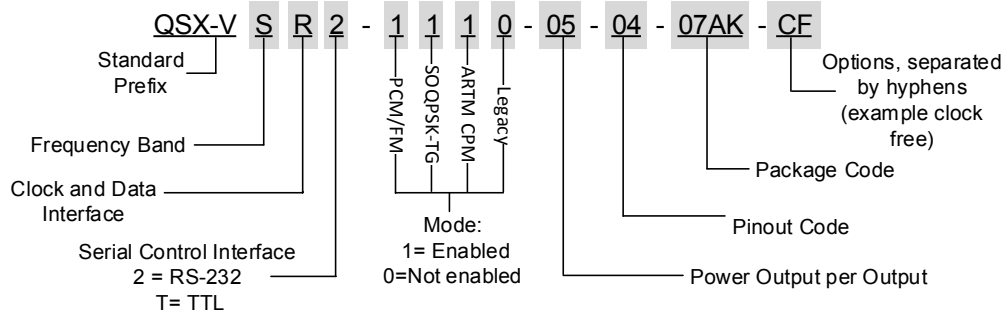 QSX-V S R 2 - 1 1 1 0 - 05 - 04 - 07AK - CF
Standard
Prefix
Frequency Band
Clock and Data
Interface
Serial Control Interface
2 = RS-232
T= TTL
PCM/FM
SOQPSK-TG
ARTM CPM
Legacy
Mode:
1= Enabled
0=Not enabled
Options, separated
by hyphens
(example clock
free)
Package Code
Pinout Code
Power Output per Output